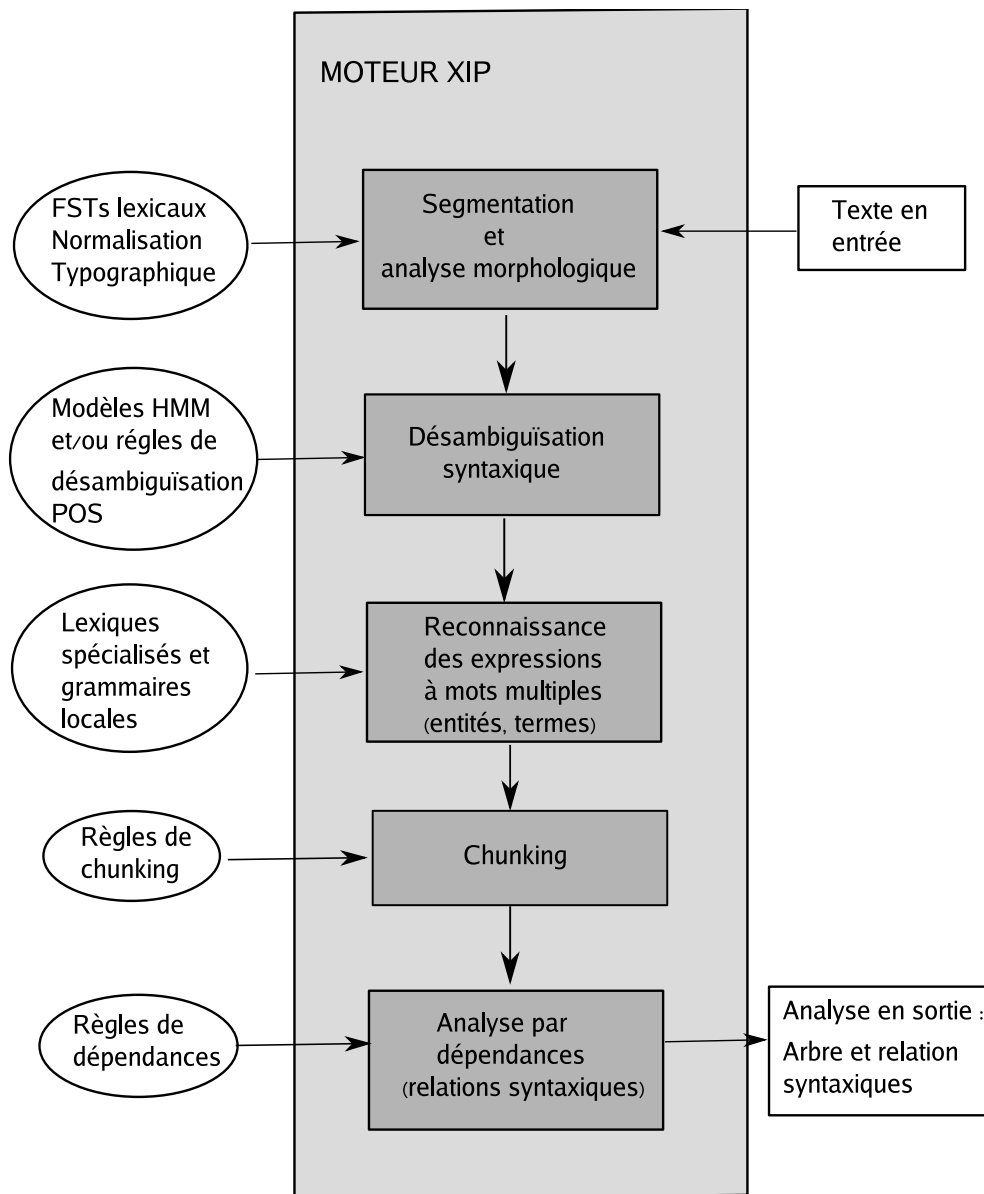 MOTEUR XIP
FSTs lexicaux
Normalisation
Typographique
Segmentation
et
analyse morphologique
Texte en
entrée
Modèles HMM
et/ou régles de
désambiguïsation
POS
Désambiguïsation
syntaxique
Lexiques
spécialisés et
grammaires
locales
Reconnaissance
des expressions
à mots multiples
(entités, termes)
Règles de
chunking
Chunking
Règles de
dépendances
Analyse par
dépendances
(relations syntaxiques)
Analyse en sortie :
Arbre et relation
syntaxiques